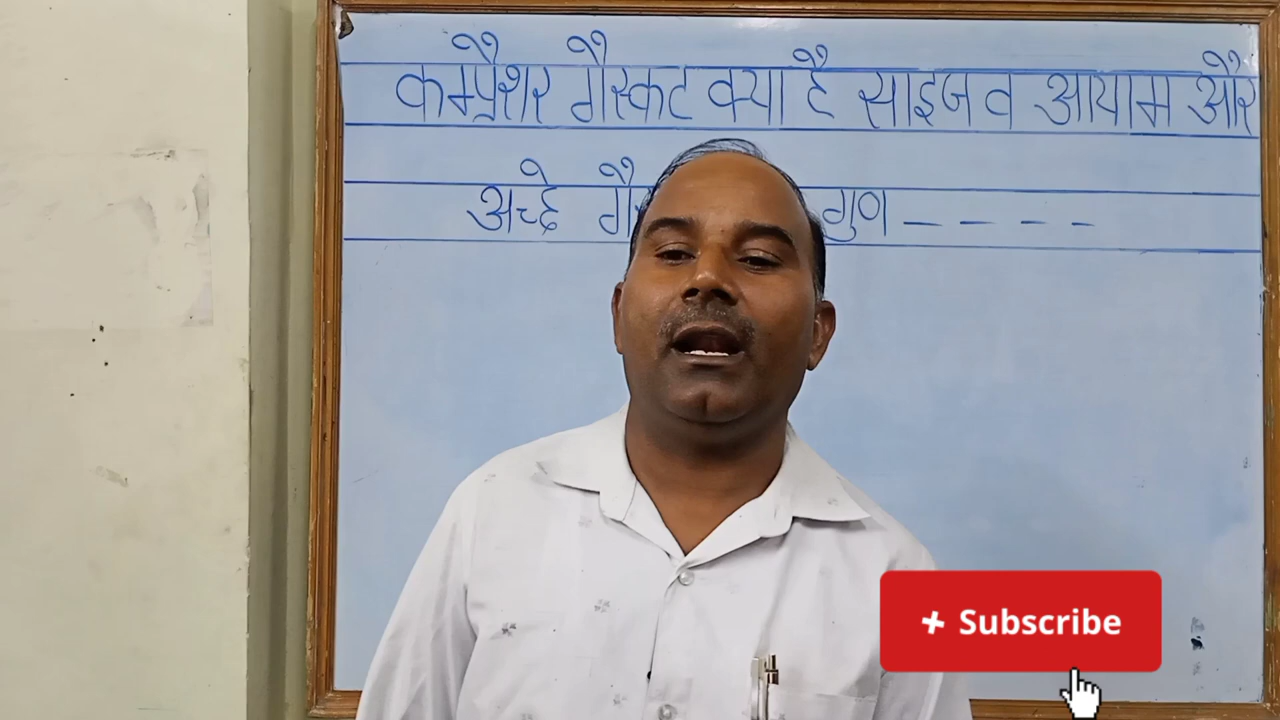 कम्प्रैशर गैस्कट क्या है साइज व आयाम और
अच्छे गुण - - - -
+ Subscribe